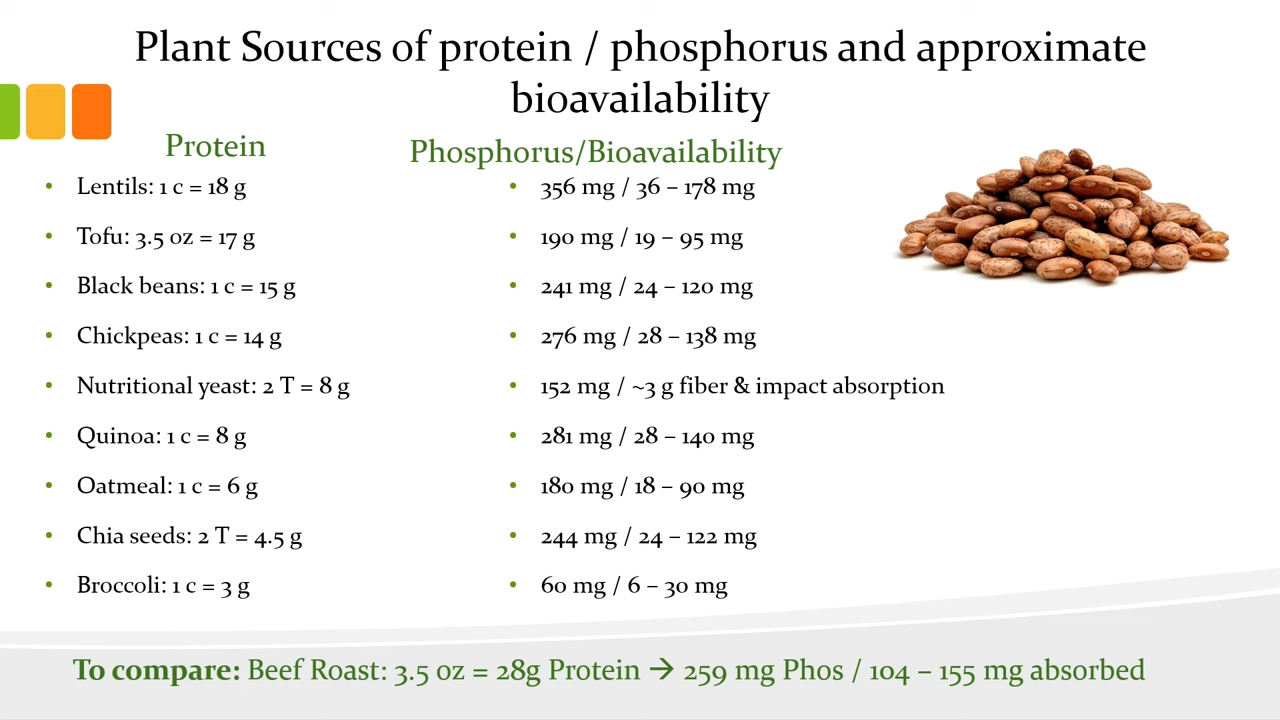 Plant Sources of protein / phosphorus and approximate
bioavailability
Protein
Phosphorus/Bioavailability
• Lentils: 1 c = 18 g
• 356 mg / 36 – 178 mg
• Tofu: 3.5 oz = 17 g
• 190 mg / 19 – 95 mg
• Black beans: 1 c = 15 g
• 241 mg / 24 – 120 mg
• Chickpeas: 1 c = 14 g
• 276 mg / 28 – 138 mg
• Nutritional yeast: 2 T = 8 g
• 152 mg / ~3 g fiber & impact absorption
• Quinoa: 1 c = 8 g
• 281 mg / 28 – 140 mg
• Oatmeal: 1 c = 6 g
• 180 mg / 18 – 90 mg
• Chia seeds: 2 T = 4.5 g
• 244 mg / 24 – 122 mg
• Broccoli: 1 c = 3 g
• 60 mg / 6 – 30 mg
To compare: Beef Roast: 3.5 oz = 28g Protein → 259 mg Phos / 104 – 155 mg absorbed